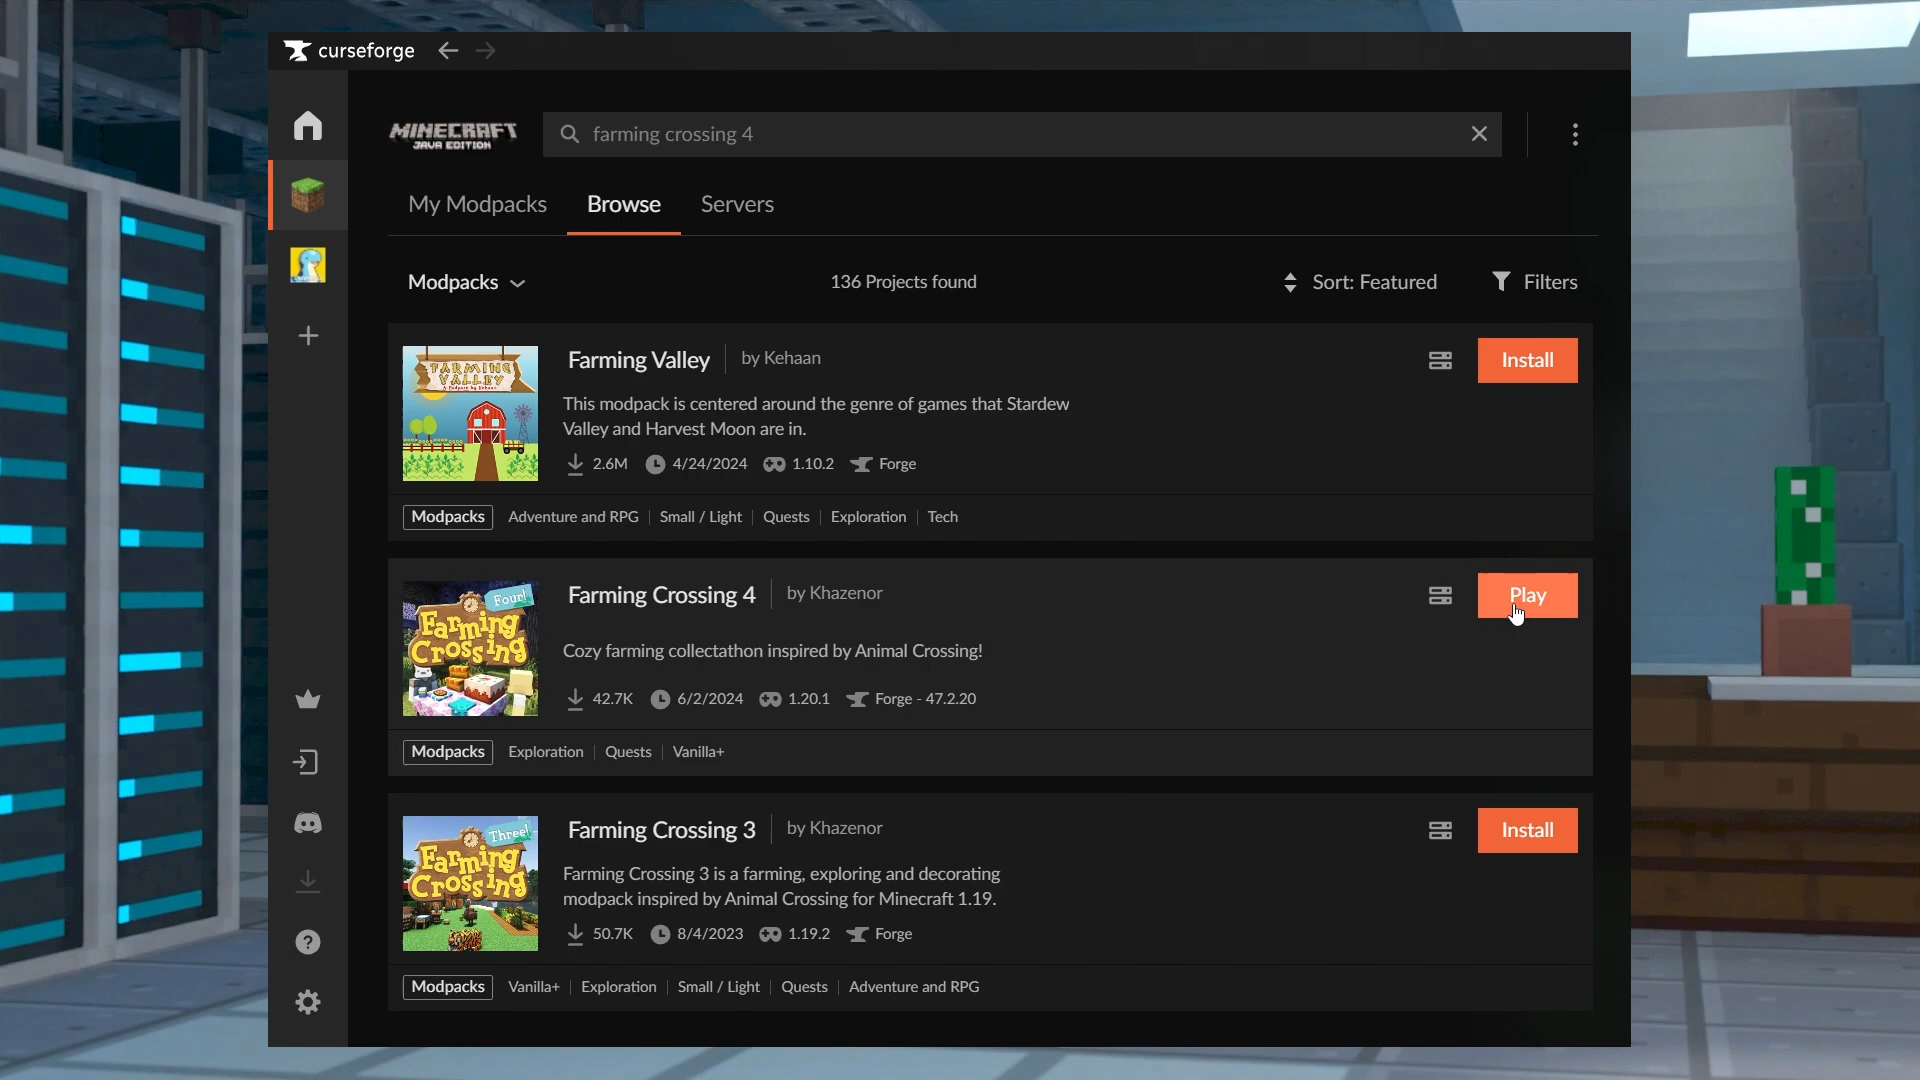 curseforge
MINECRAFT
JAVA EDITION
farming crossing 4
My Modpacks
Browse
Servers
Modpacks
136 Projects found
Sort: Featured
Filters
FARMING
VALLEY
A Modpack by Kehaan
Farming Valley
by Kehaan
Install
This modpack is centered around the genre of games that Stardew
Valley and Harvest Moon are in.
2.6M
4/24/2024
1.10.2
Forge
Modpacks
Adventure and RPG
Small / Light
Quests
Exploration
Tech
Four!
Farming
Crossing
Farming Crossing 4
by Khazenor
Play
Cozy farming collectathon inspired by Animal Crossing!
42.7K
6/2/2024
1.20.1
Forge - 47.2.20
Modpacks
Exploration
Quests
Vanilla+
Three!
Farming
Crossing
Farming Crossing 3
by Khazenor
Install
Farming Crossing 3 is a farming, exploring and decorating
modpack inspired by Animal Crossing for Minecraft 1.19.
50.7K
8/4/2023
1.19.2
Forge
Modpacks
Vanilla+
Exploration
Small / Light
Quests
Adventure and RPG